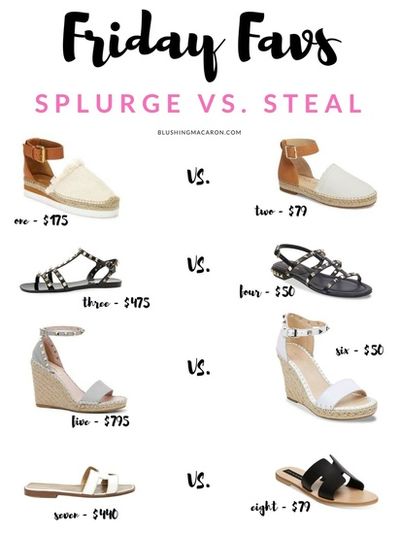 Friday Favs
SPLURGE VS. STEAL
BLUSHINGMACARON.COM
one - $175
VS.
two - $79
three - $475
VS.
four - $50
five - $795
VS.
six - $50
seven - $440
VS.
eight - $79